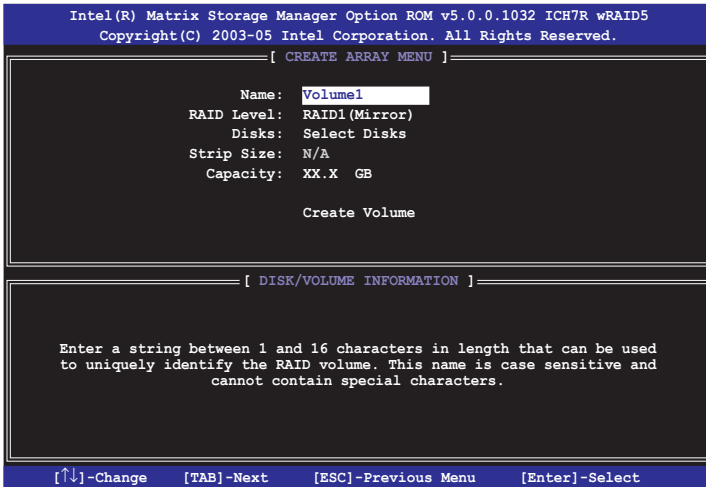 Intel(R) Matrix Storage Manager Option ROM v5.0.0.1032 ICH7R wRAID5
Copyright(C) 2003-05 Intel Corporation. All Rights Reserved.
[ CREATE ARRAY MENU ]
Name: Volume1
RAID Level: RAID1(Mirror)
Disks: Select Disks
Strip Size: N/A
Capacity: XX.X GB
Create Volume
[ DISK/VOLUME INFORMATION ]
Enter a string between 1 and 16 characters in length that can be used
to uniquely identify the RAID volume. This name is case sensitive and
cannot contain special characters.
[↑↓]-Change [TAB]-Next [ESC]-Previous Menu [Enter]-Select